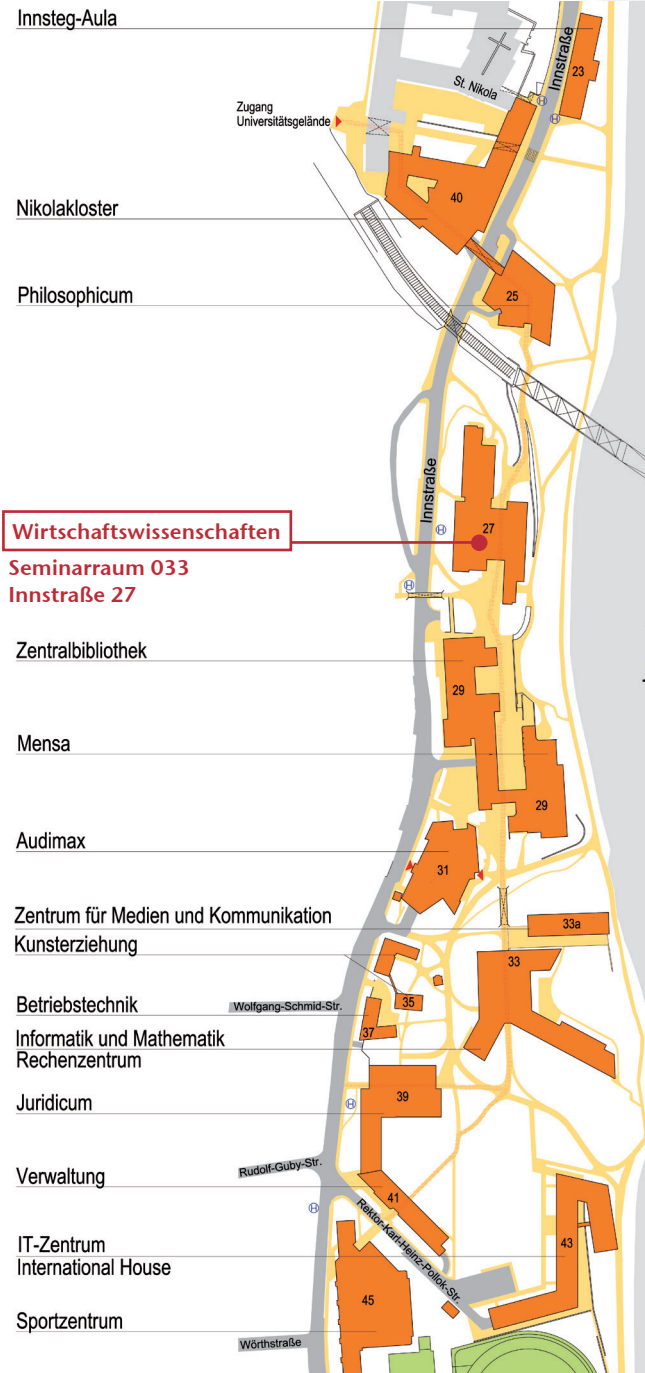 Innsteg-Aula
23
Innstraße
St. Nikola
Zugang
Universitätsgelände
H
H
40
Nikolakloster
25
Philosophicum
Innstraße
Wirtschaftswissenschaften
27
H
Seminarraum 033
Innstraße 27
H
Zentralbibliothek
29
Mensa
29
Audimax
31
Zentrum für Medien und Kommunikation
33a
Kunsterziehung
33
Betriebstechnik
Wolfgang-Schmid-Str.
35
37
Informatik und Mathematik
Rechenzentrum
Juridicum
39
H
Verwaltung
Rudolf-Guby-Str.
41
H
Rektor-Karl-Heinz-Pollok-Str.
IT-Zentrum
International House
43
Sportzentrum
45
Wörthstraße